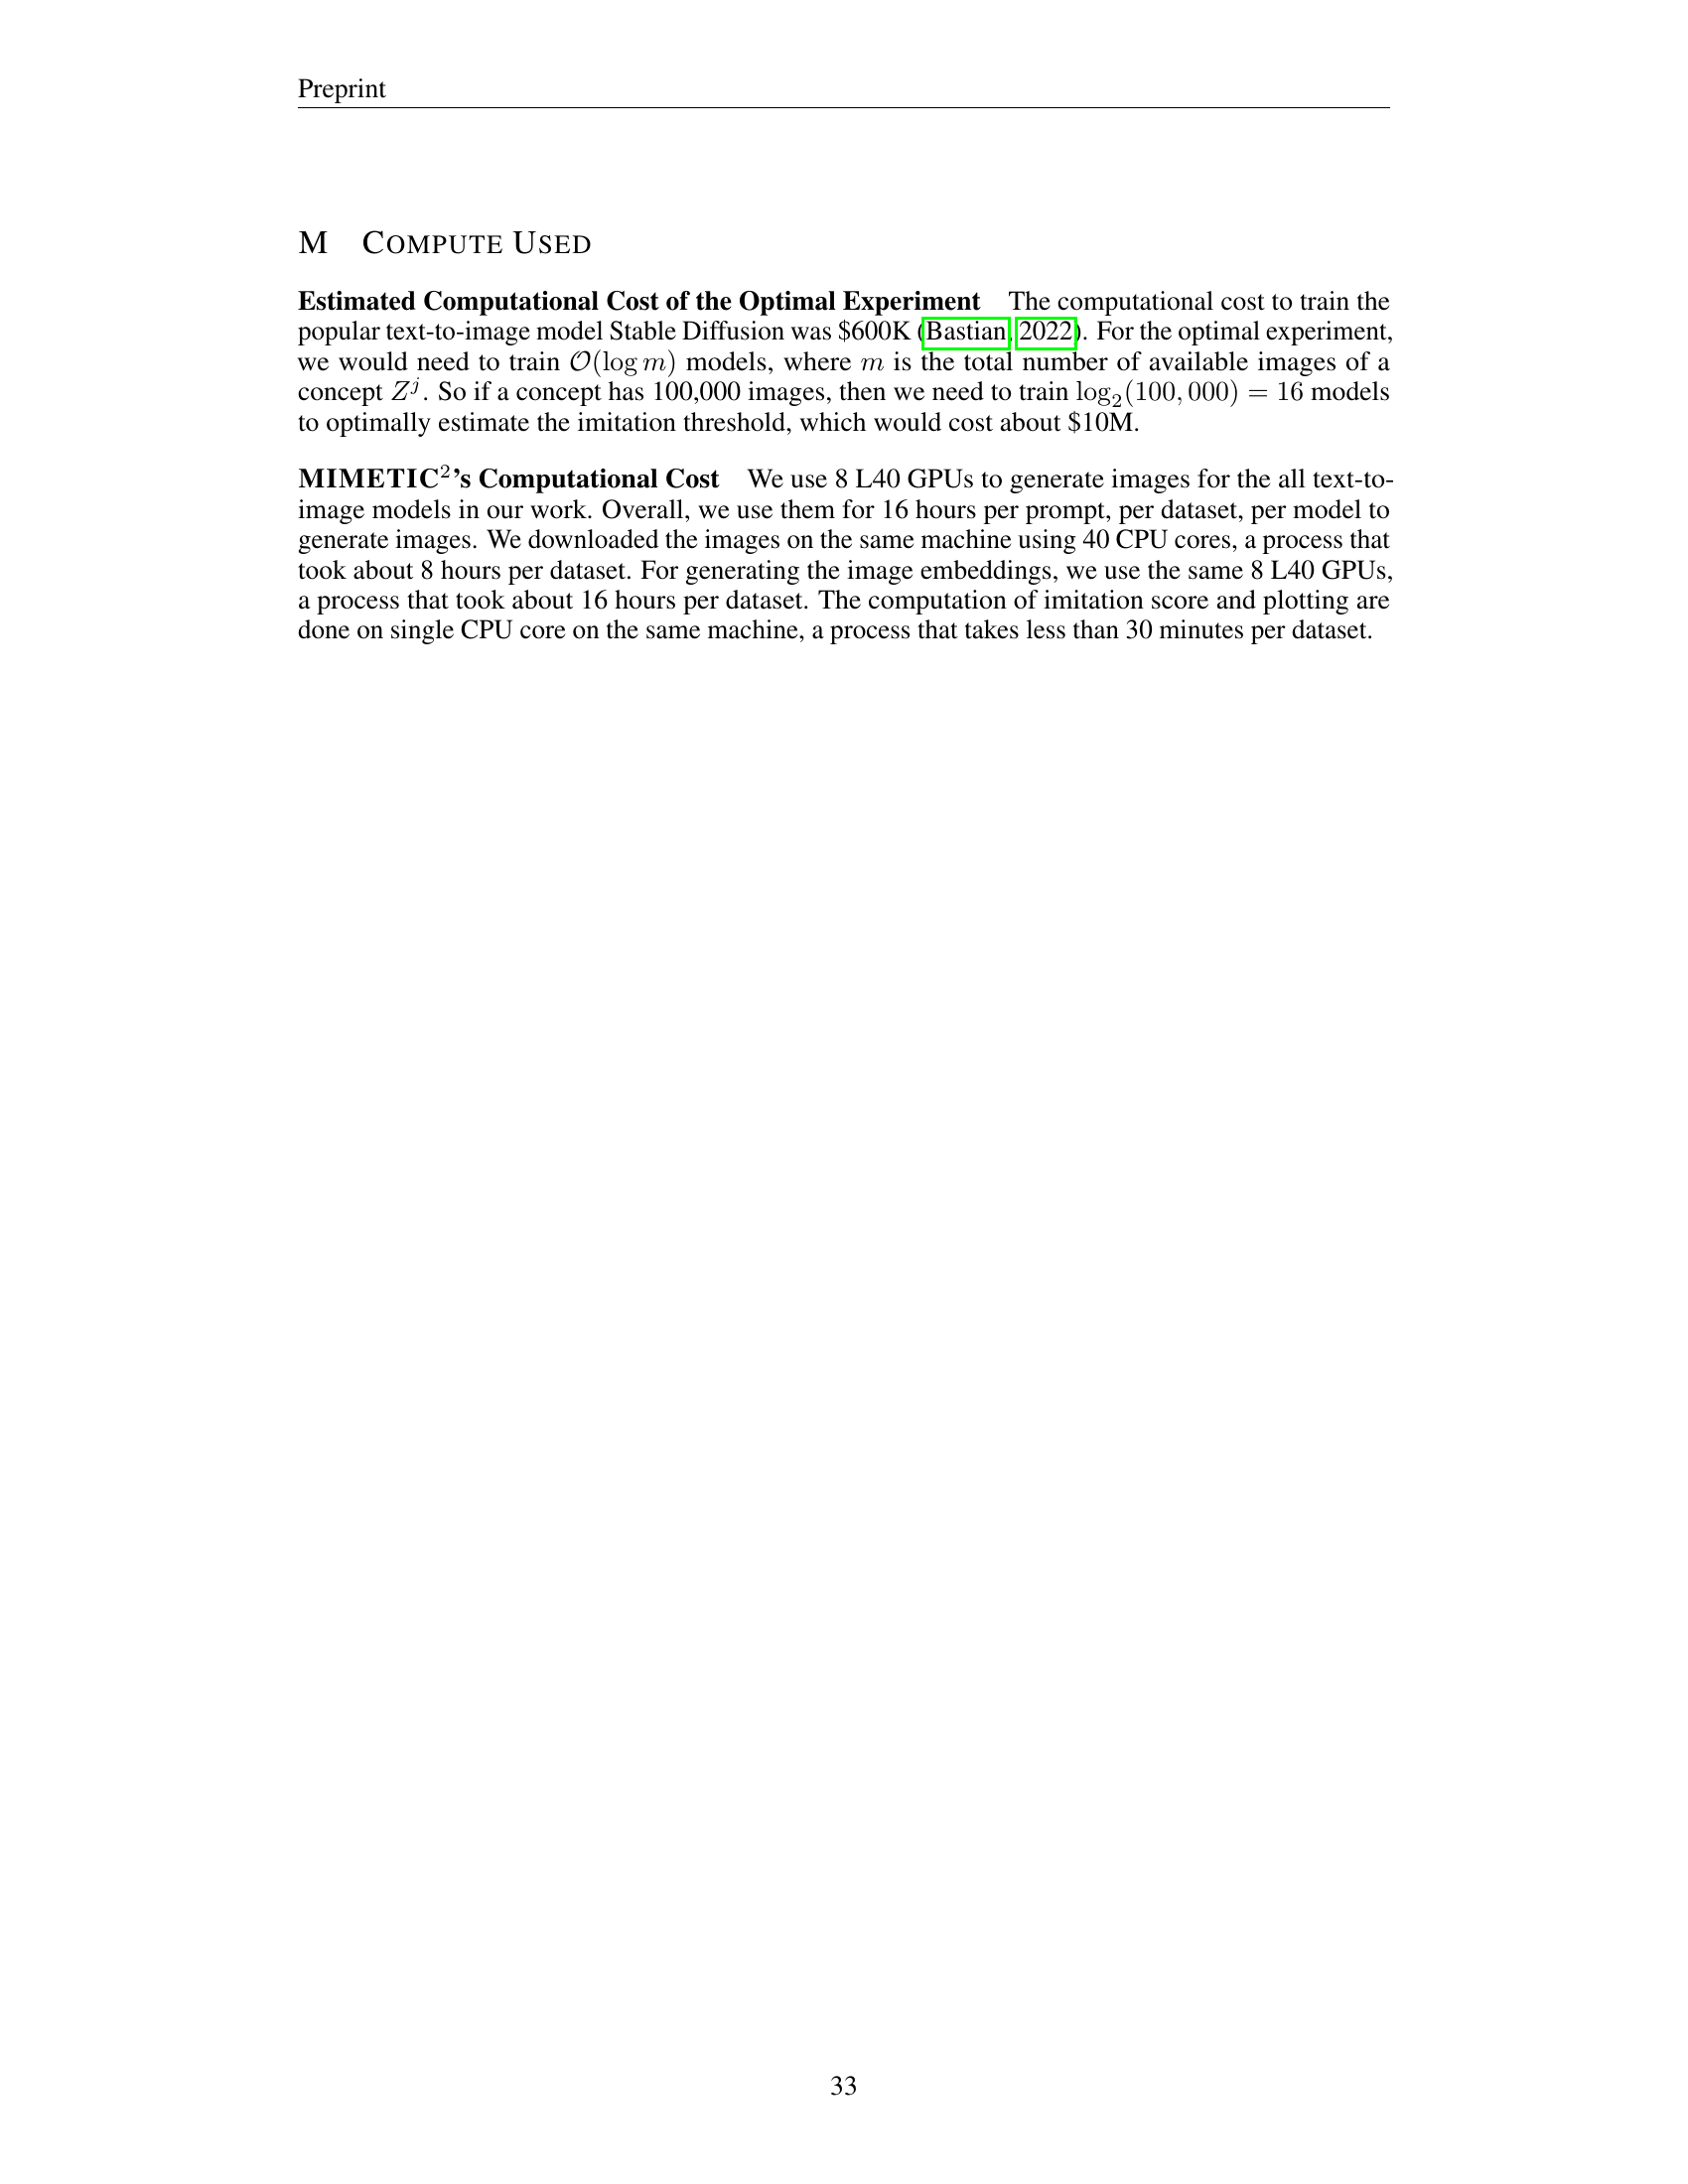 Preprint
M COMPUTE USED
Estimated Computational Cost of the Optimal Experiment The computational cost to train the
popular text-to-image model Stable Diffusion was $600K (Bastian, 2022). For the optimal experiment,
we would need to train O(log m) models, where m is the total number of available images of a
concept Z^j. So if a concept has 100,000 images, then we need to train log₂(100, 000) = 16 models
to optimally estimate the imitation threshold, which would cost about $10M.
MIMETIC²'s Computational Cost We use 8 L40 GPUs to generate images for the all text-to-
image models in our work. Overall, we use them for 16 hours per prompt, per dataset, per model to
generate images. We downloaded the images on the same machine using 40 CPU cores, a process that
took about 8 hours per dataset. For generating the image embeddings, we use the same 8 L40 GPUs,
a process that took about 16 hours per dataset. The computation of imitation score and plotting are
done on single CPU core on the same machine, a process that takes less than 30 minutes per dataset.
33